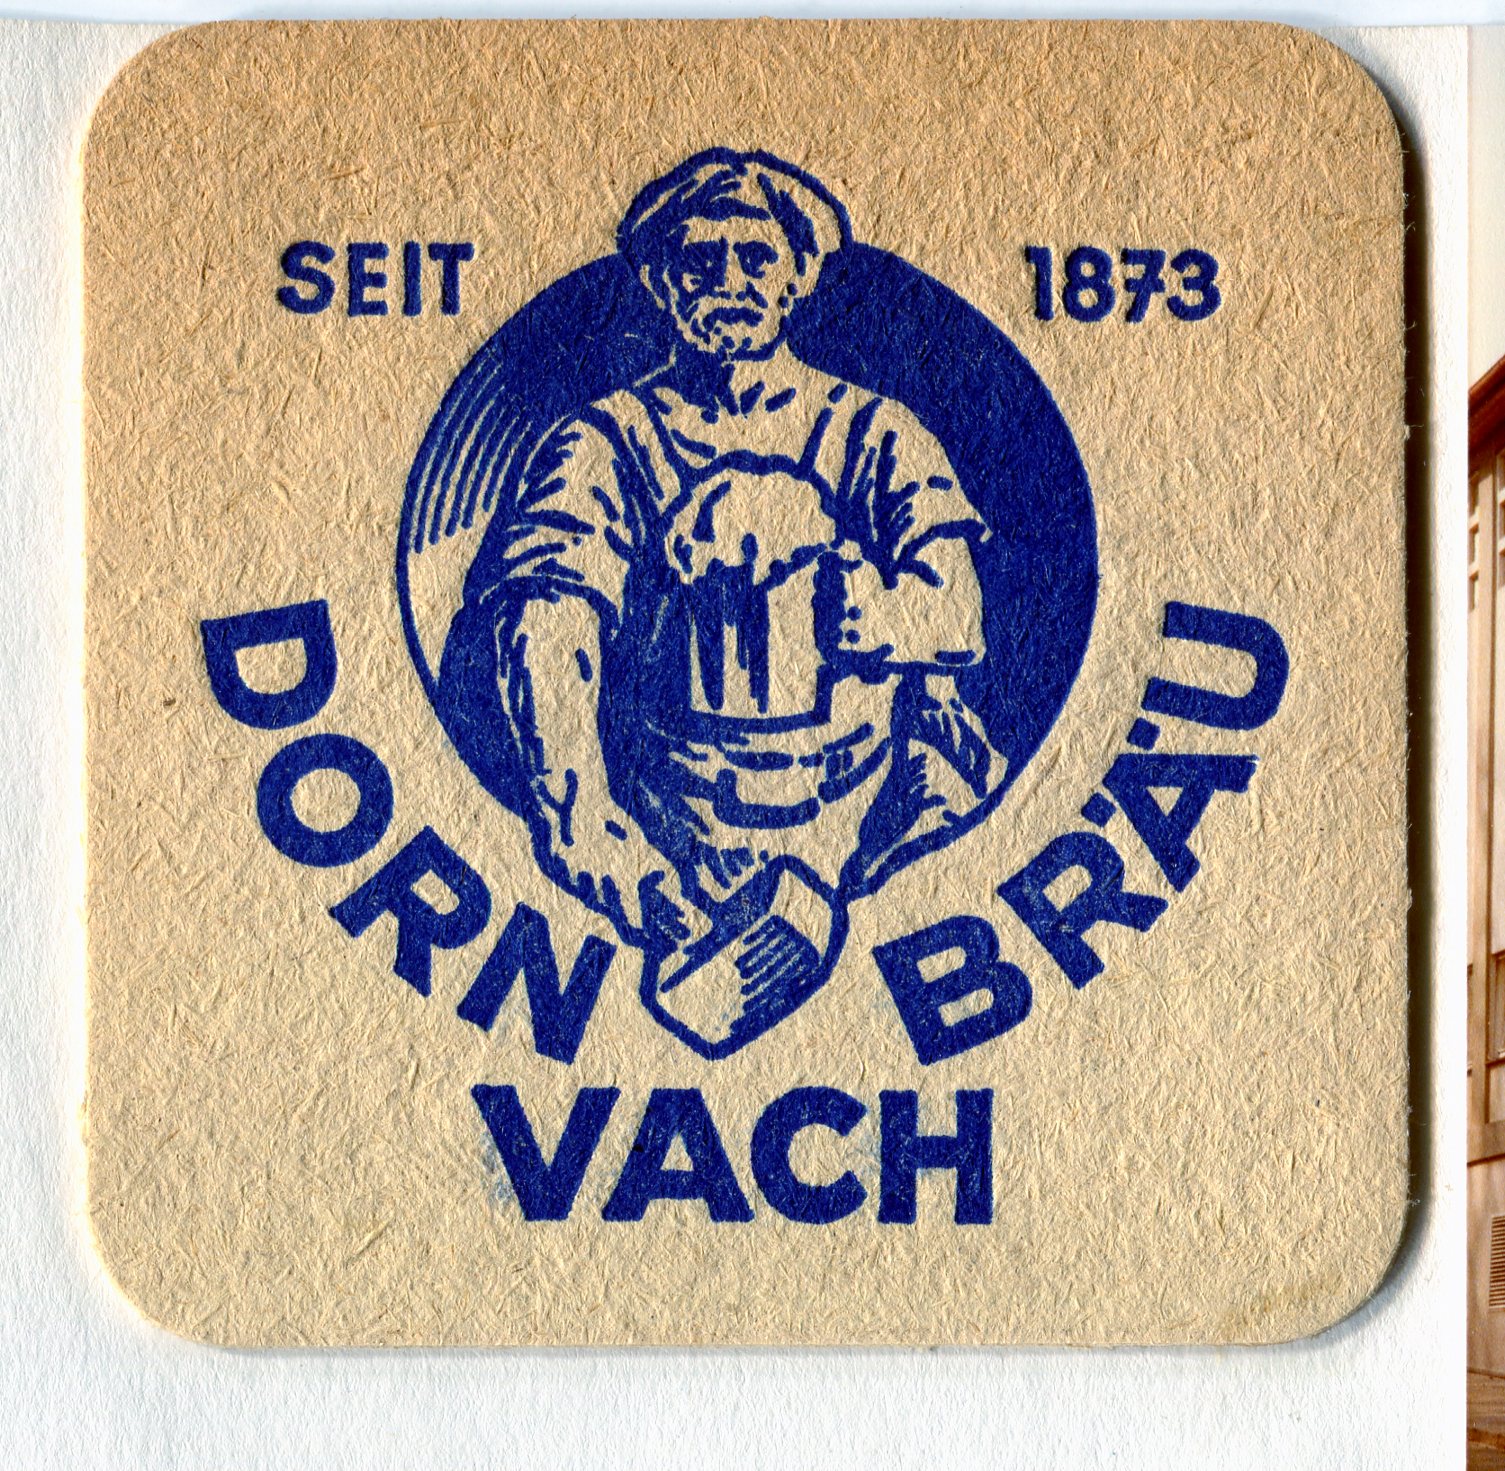 SEIT 1873
DORN BRÄU
VACH